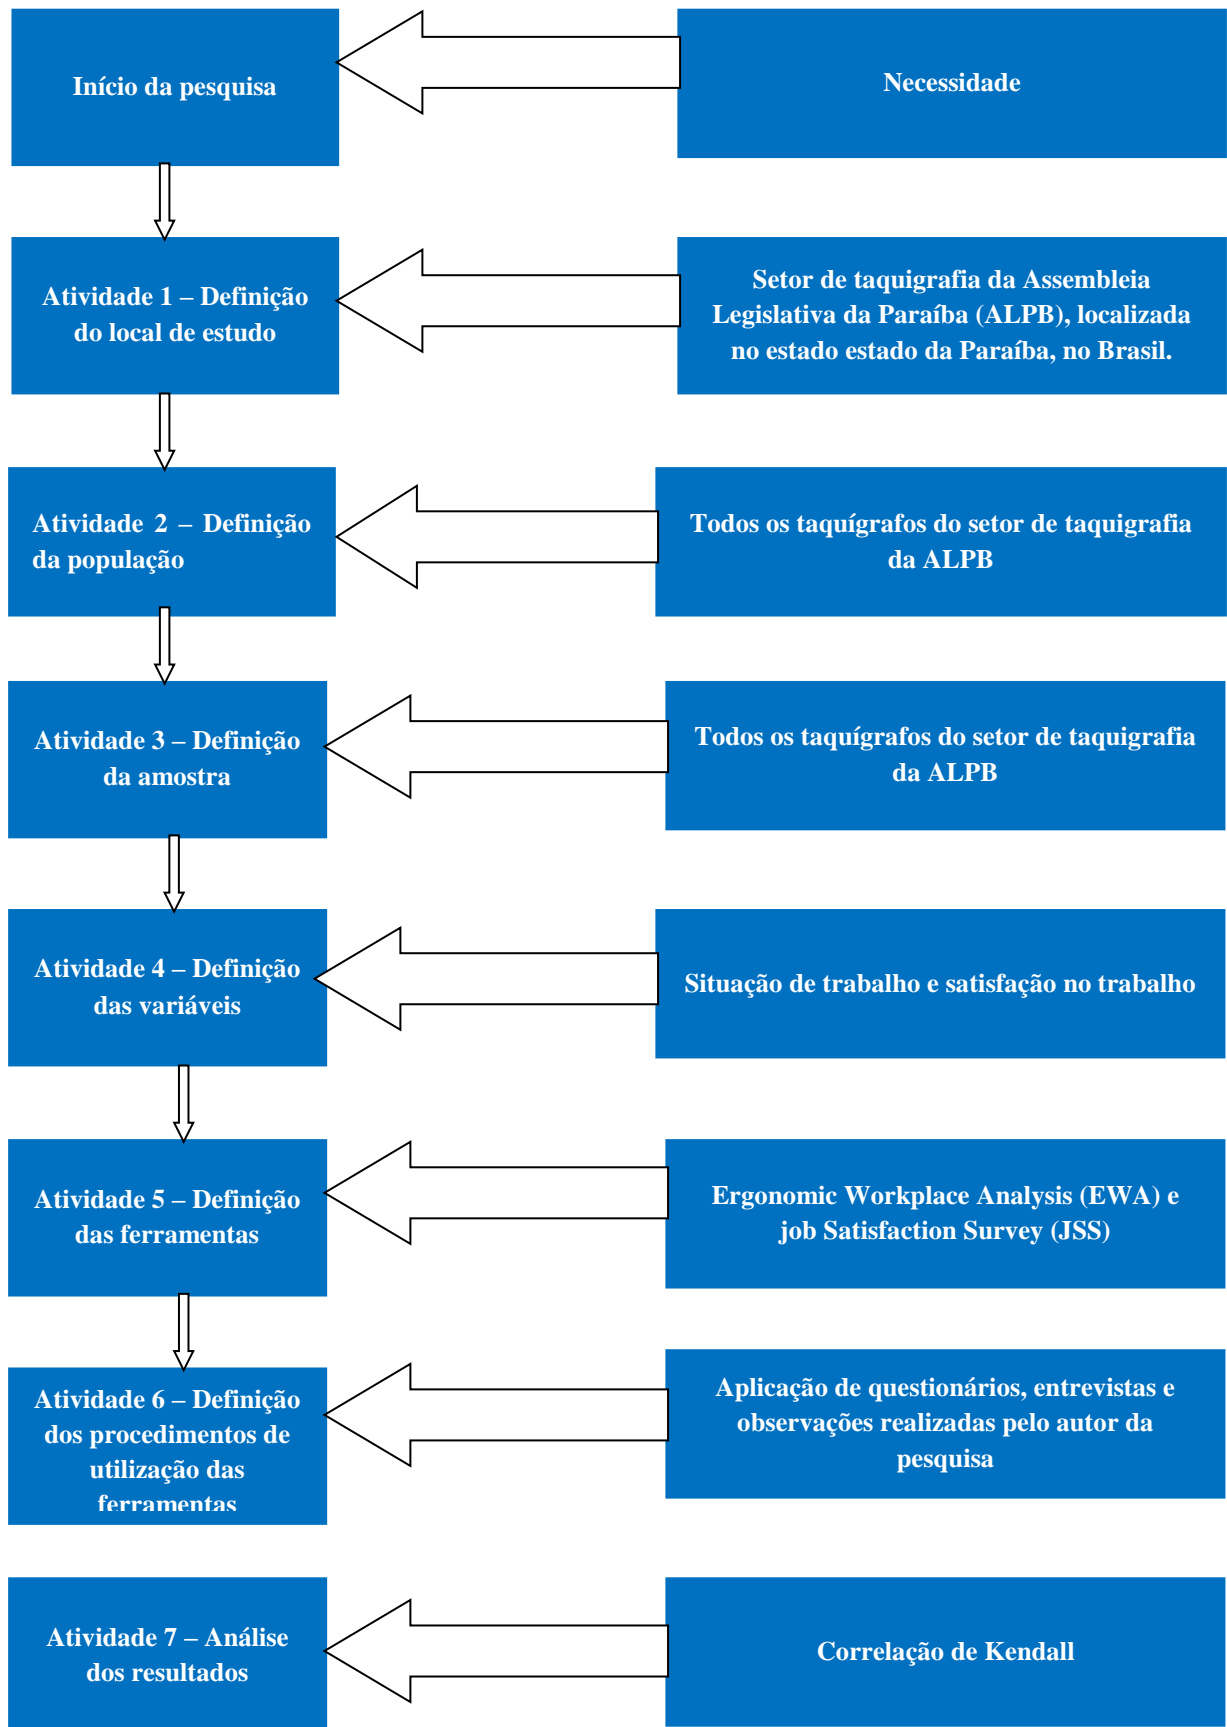 Início da pesquisa
Necessidade
Atividade 1 – Definição
do local de estudo
Setor de taquigrafia da Assembleia
Legislativa da Paraíba (ALPB), localizada
no estado estado da Paraíba, no Brasil.
Atividade 2 – Definição
da população
Todos os taquígrafos do setor de taquigrafia
da ALPB
Atividade 3 – Definição
da amostra
Todos os taquígrafos do setor de taquigrafia
da ALPB
Atividade 4 – Definição
das variáveis
Situação de trabalho e satisfação no trabalho
Atividade 5 – Definição
das ferramentas
Ergonomic Workplace Analysis (EWA) e
job Satisfaction Survey (JSS)
Atividade 6 – Definição
dos procedimentos de
utilização das
ferramentas
Aplicação de questionários, entrevistas e
observações realizadas pelo autor da
pesquisa
Atividade 7 – Análise
dos resultados
Correlação de Kendall